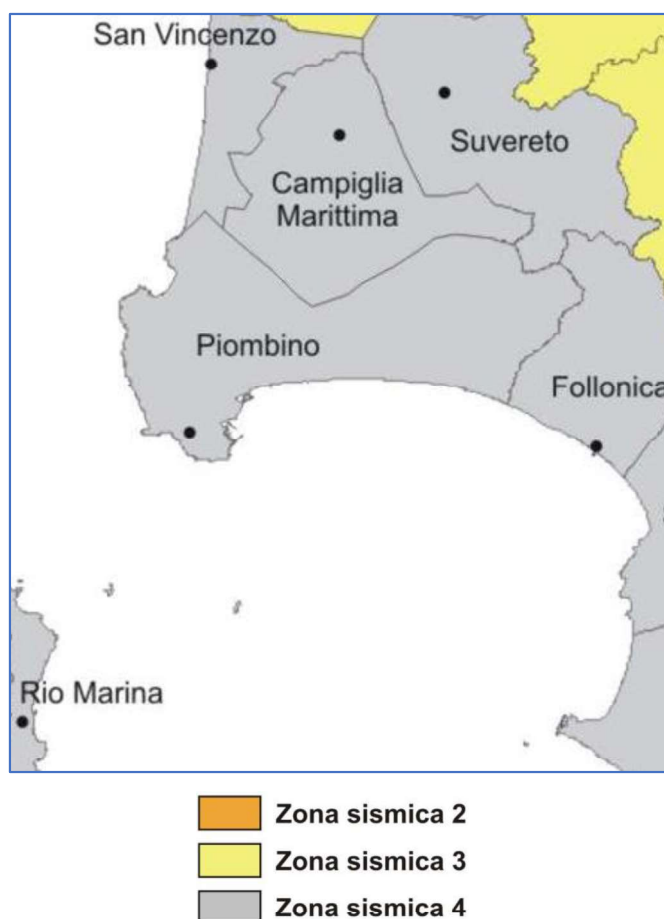 San Vincenzo
Suvereto
Campiglia
Marittima
Piombino
Follonica
Rio Marina
Zona sismica 2
Zona sismica 3
Zona sismica 4